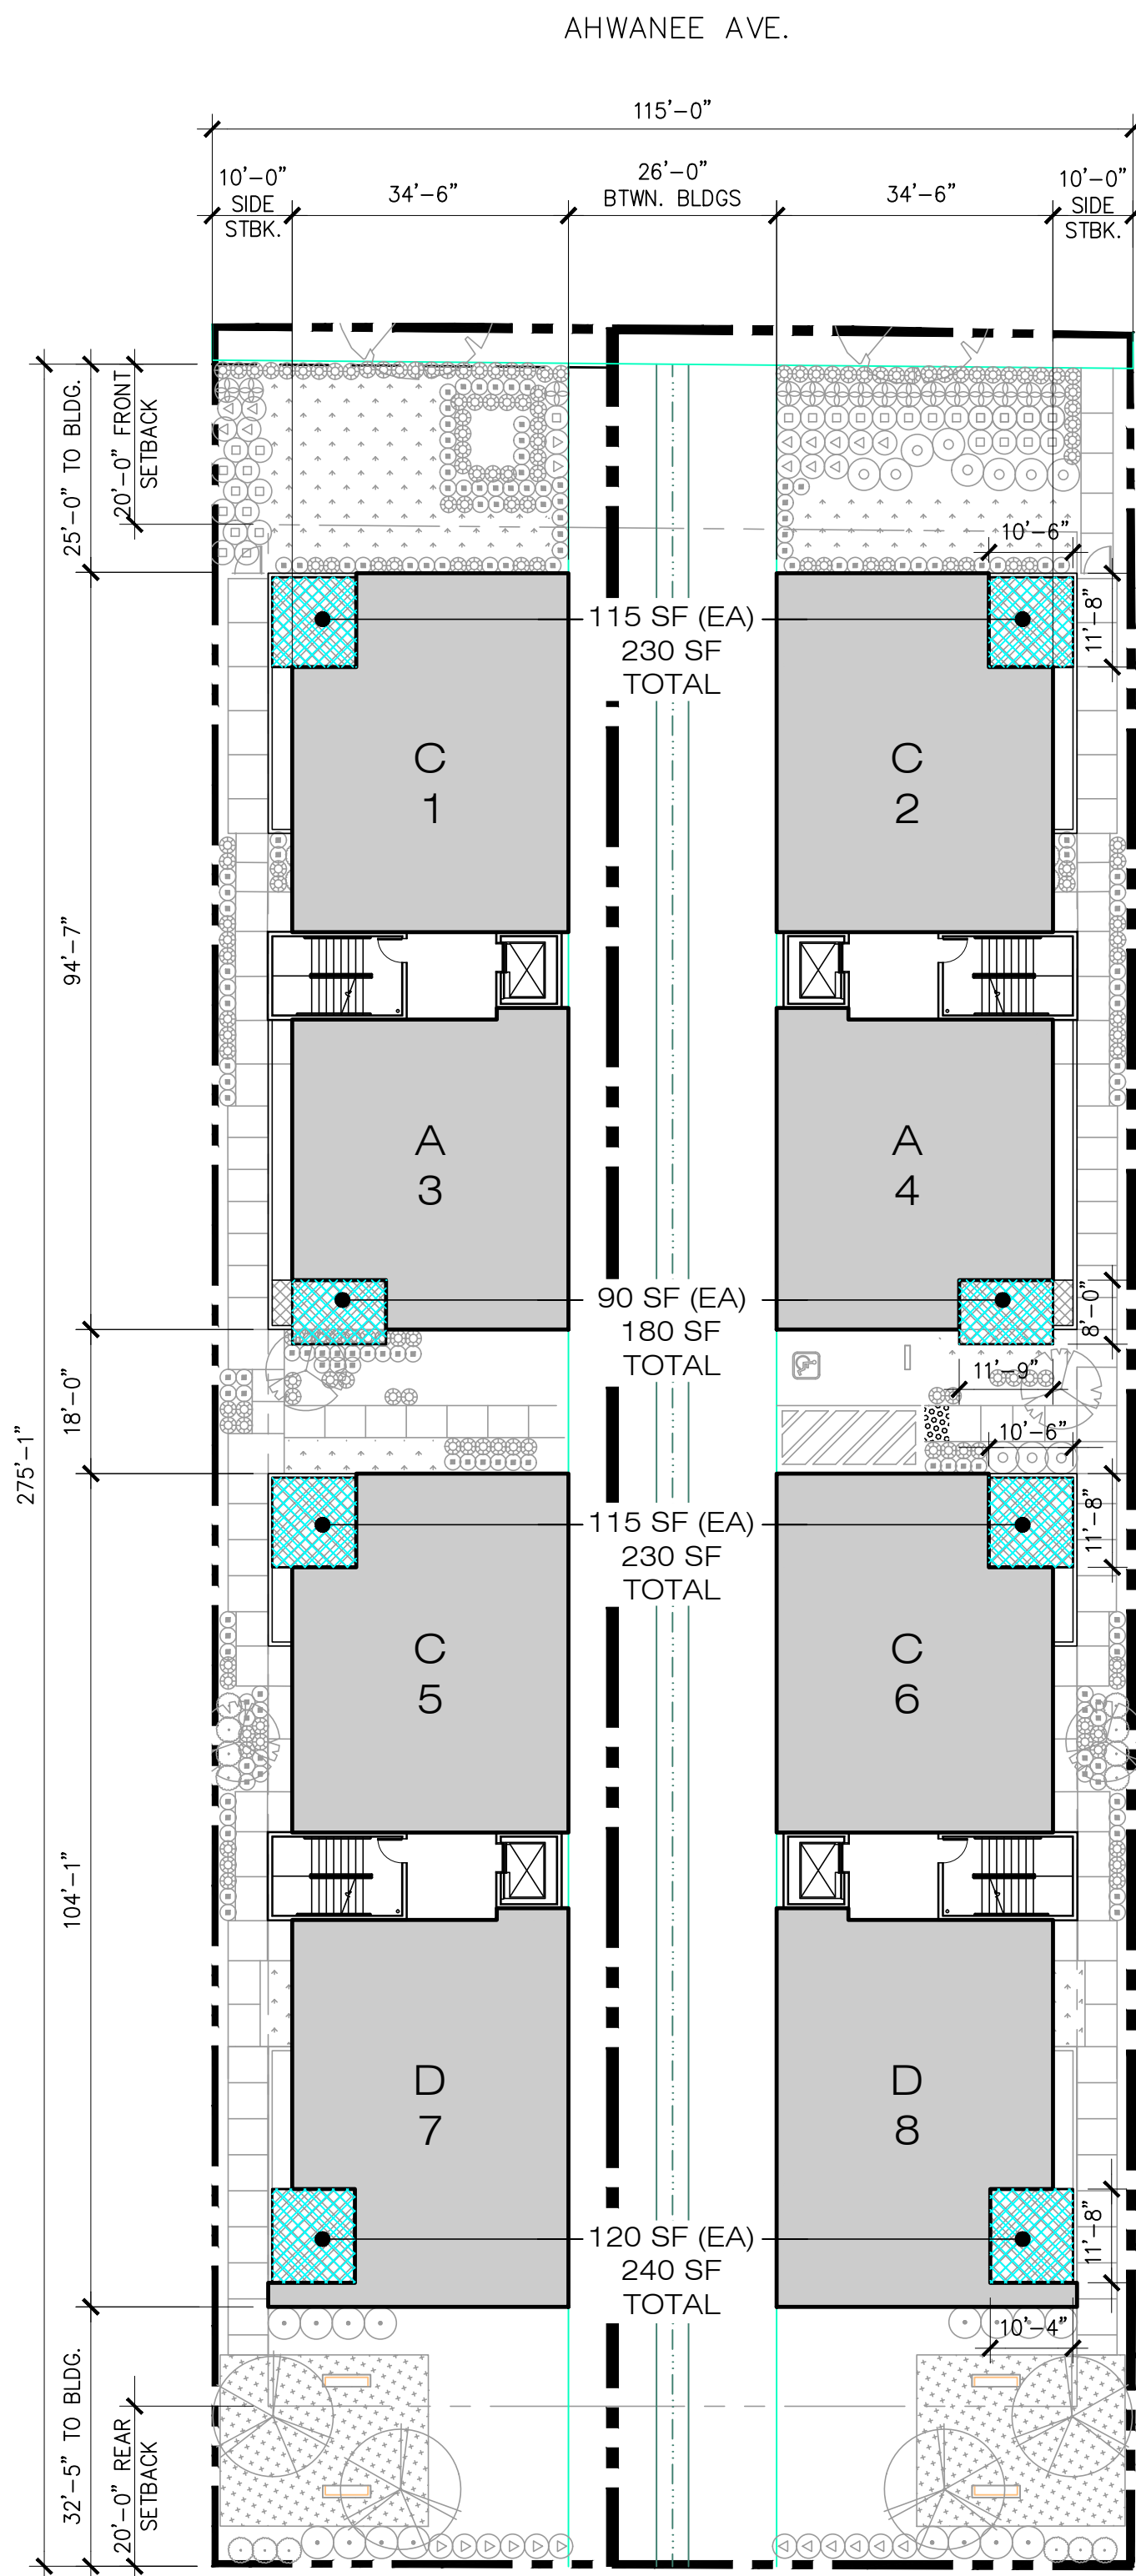 AHWANEE AVE.
115'-0"
10'-0"
SIDE
STBK.
34'-6"
26'-0"
BTWN. BLDGS
34'-6"
10'-0"
SIDE
STBK.
25'-0" TO BLDG.
20'-0" FRONT
SETBACK
10'-6"
11'-8"
115 SF (EA)
230 SF
TOTAL
C
1
C
2
94'-7"
A
3
A
4
90 SF (EA)
180 SF
TOTAL
8'-0"
11'-9"
18'-0"
275'-1"
10'-6"
11'-8"
115 SF (EA)
230 SF
TOTAL
C
5
C
6
104'-1"
D
7
D
8
120 SF (EA)
240 SF
TOTAL
11'-8"
10'-4"
32'-5" TO BLDG.
20'-0" REAR
SETBACK